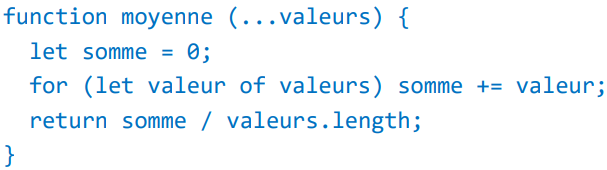 function moyenne (...valeurs) {
  let somme = 0;
  for (let valeur of valeurs) somme += valeur;
  return somme / valeurs.length;
}